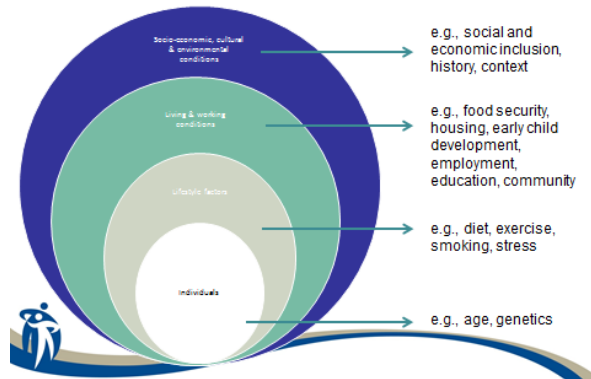 Socio-economic, cultural
& environmental
conditions
e.g., social and
economic inclusion,
history, context
Living & working
conditions
e.g., food security,
housing, early child
development,
employment,
education, community
Lifestyle factors
e.g., diet, exercise,
smoking, stress
Individuals
e.g., age, genetics